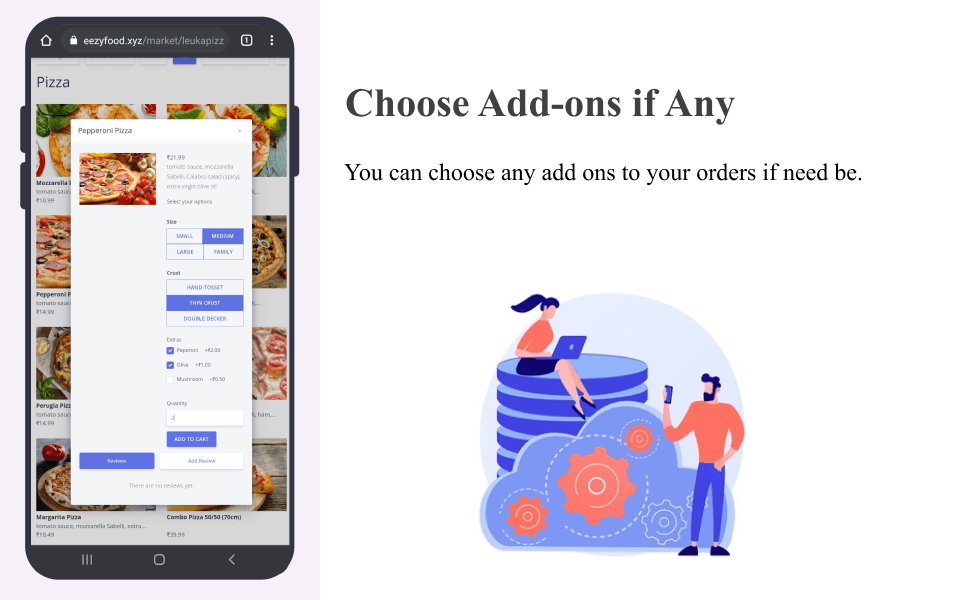 eezyfood.xyz/market/leukapizz
1
Pizza
Pepperoni Pizza
×
₹21.99
tomato sauce, mozzarella
Sabelli, Calabro salad (spicy),
extra virgin olive oil
Select your options
Size
SMALL
MEDIUM
LARGE
FAMILY
Crust
HAND-TOSSET
THIN CRUST
DOUBLE DECKER
Extras
Peperoni +₹2.00
Olive +₹1.00
Mushroom +₹0.50
Quantity
2
ADD TO CART
Reviews
Add Review
There are no reviews yet.
Mozzarella
tomato sauc
₹10.99
Pepperoni P
tomato sauce
₹14.99
Perugia Pizz
tomato sauc
ham,...
₹14.99
Margarita Pizza
tomato sauce, mozzarella Sabelli, extra...
₹10.49
Combo Pizza 50/50 (70cm)
₹39.99
Choose Add-ons if Any
You can choose any add ons to your orders if need be.